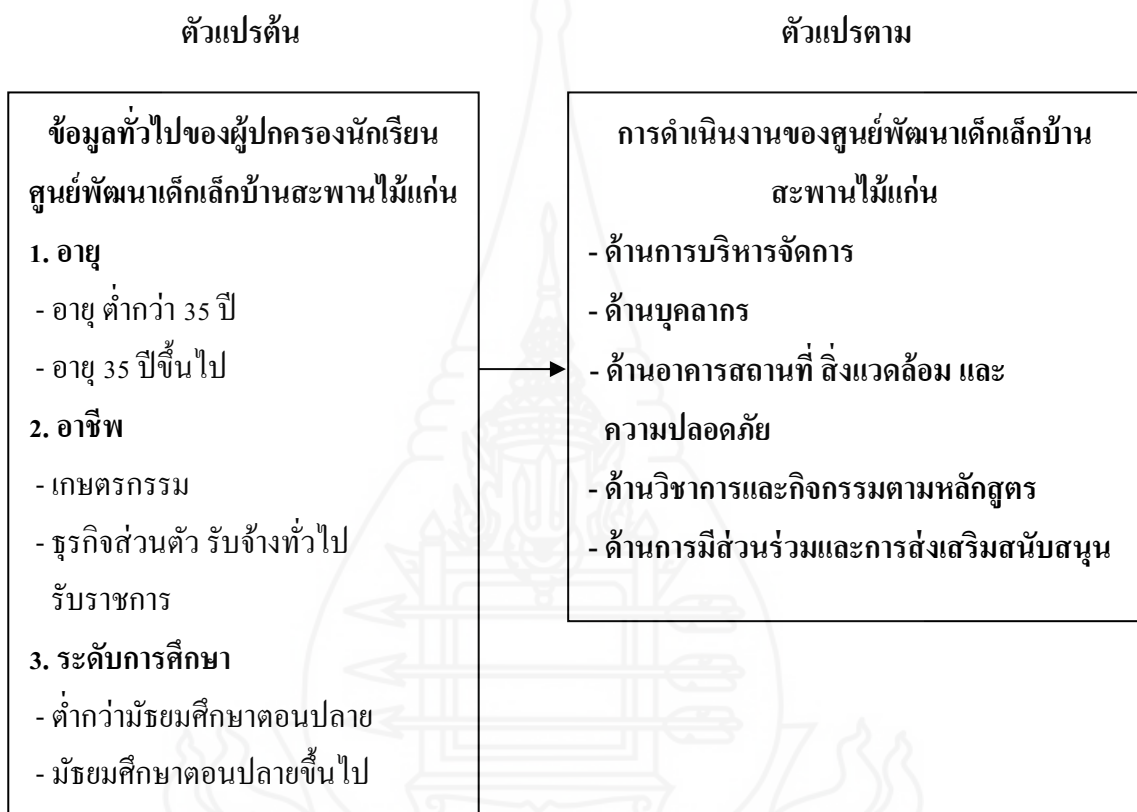 ตัวแปรต้น
ตัวแปรตาม
ข้อมูลทั่วไปของผู้ปกครองนักเรียน
ศูนย์พัฒนาเด็กเล็กบ้านสะพานไม้แก่น
1. อายุ
- อายุ ต่ำกว่า 35 ปี
- อายุ 35 ปีขึ้นไป
2. อาชีพ
- เกษตรกรรม
- ธุรกิจส่วนตัว รับจ้างทั่วไป
รับราชการ
3. ระดับการศึกษา
- ต่ำกว่ามัธยมศึกษาตอนปลาย
- มัธยมศึกษาตอนปลายขึ้นไป
การดำเนินงานของศูนย์พัฒนาเด็กเล็กบ้าน
สะพานไม้แก่น
- ด้านการบริหารจัดการ
- ด้านบุคลากร
- ด้านอาคารสถานที่ สิ่งแวดล้อม และ
ความปลอดภัย
- ด้านวิชาการและกิจกรรมตามหลักสูตร
- ด้านการมีส่วนร่วมและการส่งเสริมสนับสนุน